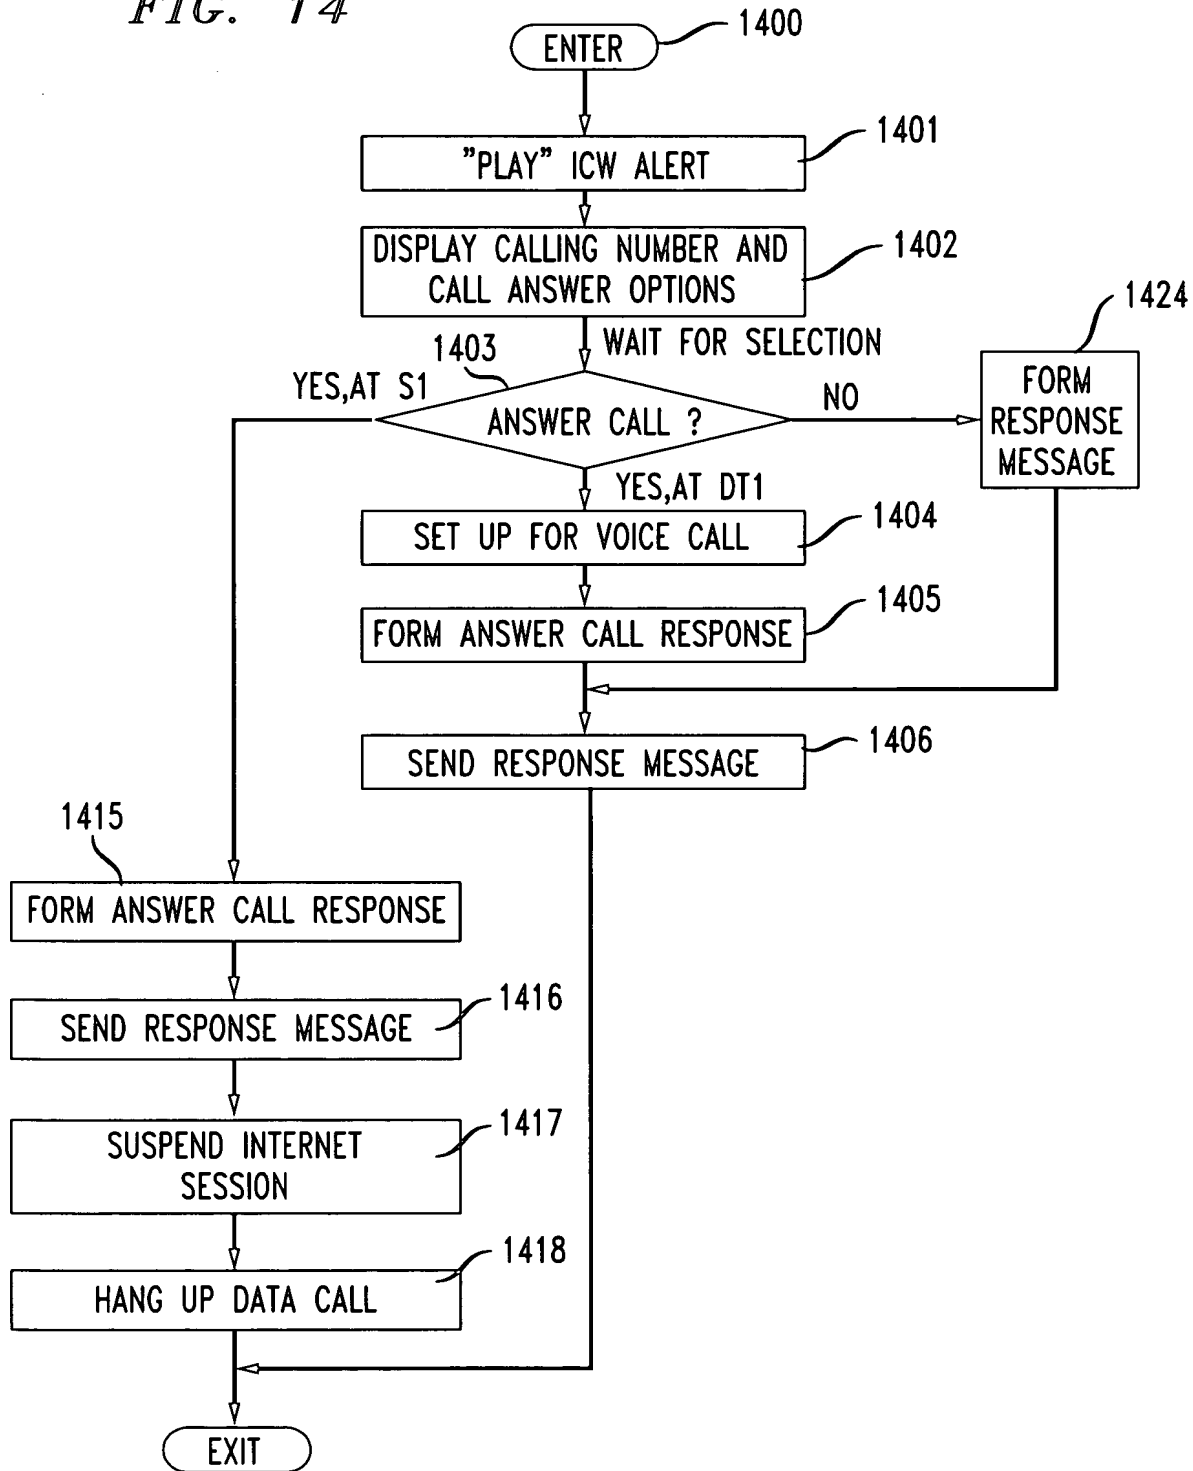 FIG. 14
ENTER
1400
"PLAY" ICW ALERT
1401
DISPLAY CALLING NUMBER AND
CALL ANSWER OPTIONS
1402
WAIT FOR SELECTION
1403
ANSWER CALL ?
YES,AT S1
NO
1424
FORM
RESPONSE
MESSAGE
YES,AT DT1
SET UP FOR VOICE CALL
1404
FORM ANSWER CALL RESPONSE
1405
SEND RESPONSE MESSAGE
1406
1415
FORM ANSWER CALL RESPONSE
SEND RESPONSE MESSAGE
1416
SUSPEND INTERNET
SESSION
1417
HANG UP DATA CALL
1418
EXIT